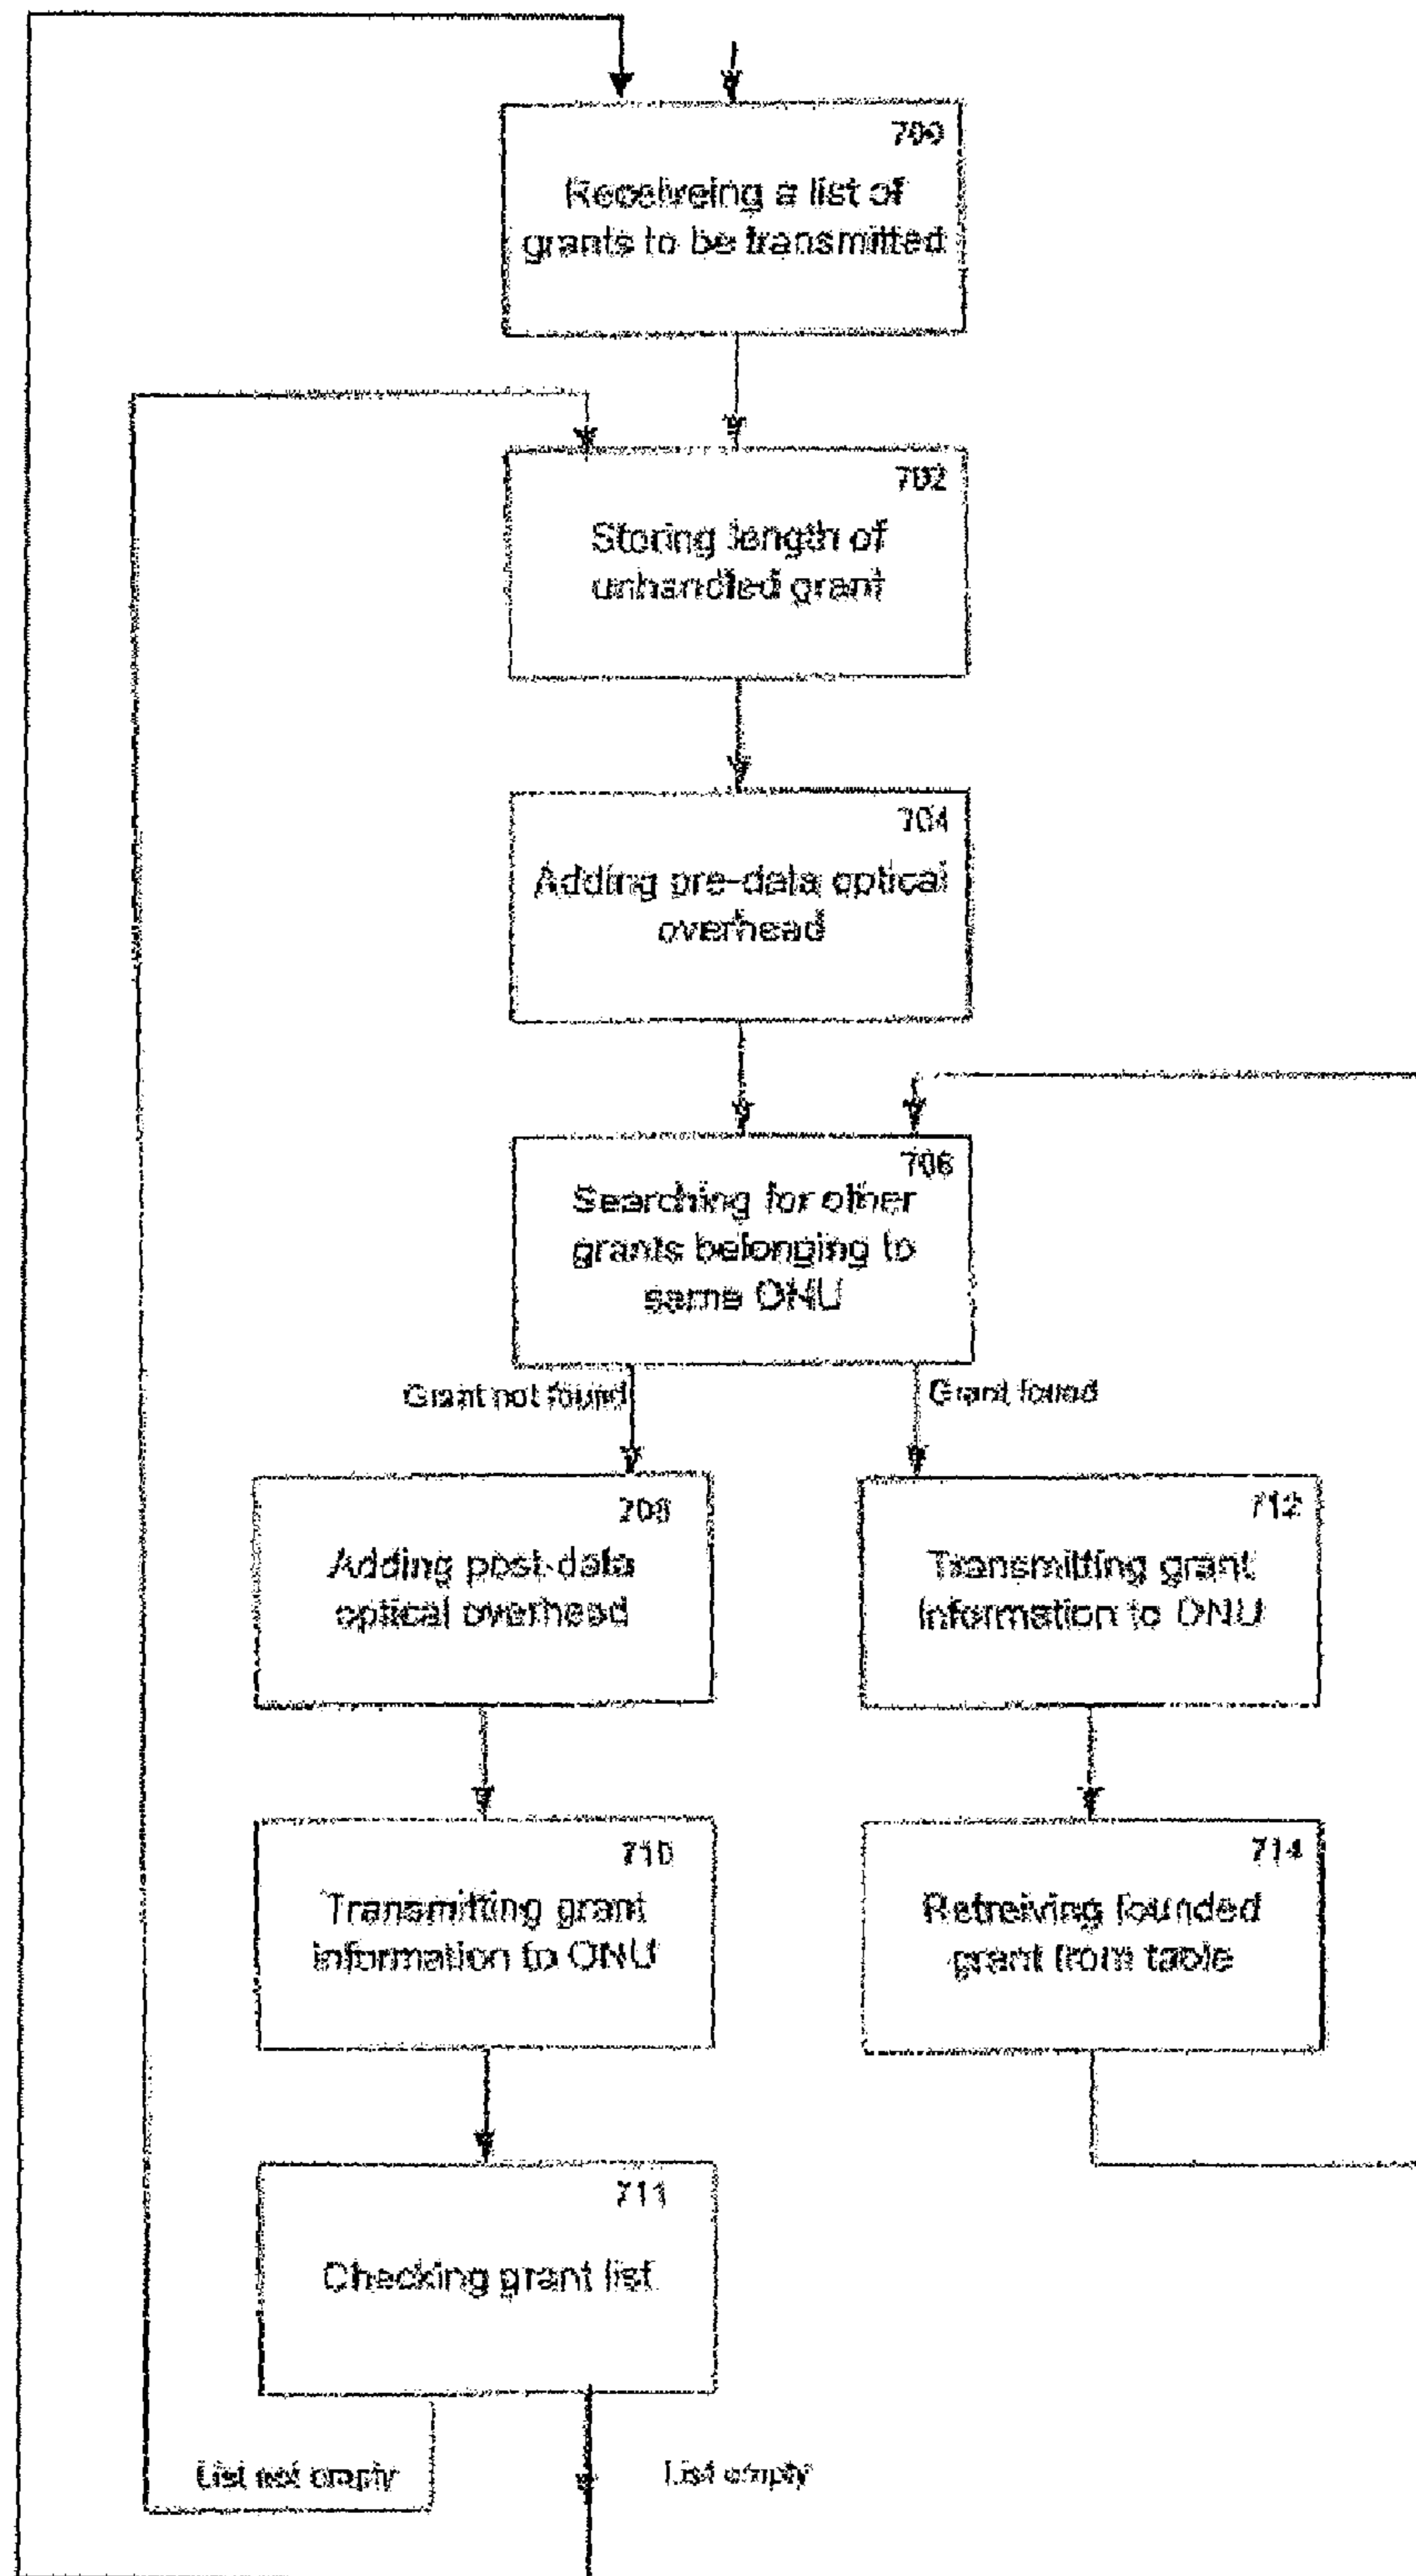 700
Receiveing a list of
grants to be transmitted
702
Storing length of
unhandled grant
704
Adding pre-data optical
overhead
706
Searching for other
grants belonging to
same ONU
Grant not found
Grant found
708
Adding post-data
optical overhead
712
Transmitting grant
information to ONU
710
Transmitting grant
information to ONU
714
Retreiving founded
grant from table
711
Checking grant list
List not empty
List empty